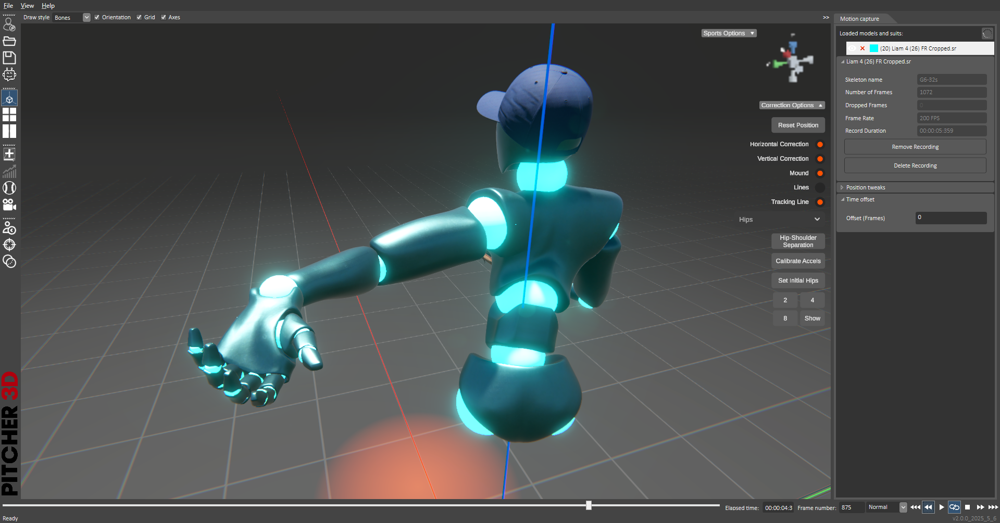 File View Help
Draw style Bones Orientation Grid Axes >>
Sports Options
Correction Options
Reset Position
Horizontal Correction
Vertical Correction
Mound
Lines
Tracking Line
Hips
Hip-Shoulder
Separation
Calibrate Accels
Set Initial Hips
2 4
8 Show
Motion capture
Loaded models and suits:
(20) Liam 4 (26) FR Cropped.sr
Liam 4 (26) FR Cropped.sr
Skeleton name G6-32s
Number of Frames 1072
Dropped Frames 0
Frame Rate 200 FPS
Record Duration 00:00:05:359
Remove Recording
Delete Recording
Position tweaks
Time offset
Offset (Frames) 0
PITCHER 3D
Elapsed time: 00:00:04:3 Frame number: 875 Normal
Ready
v2.0.0_2025_5_6